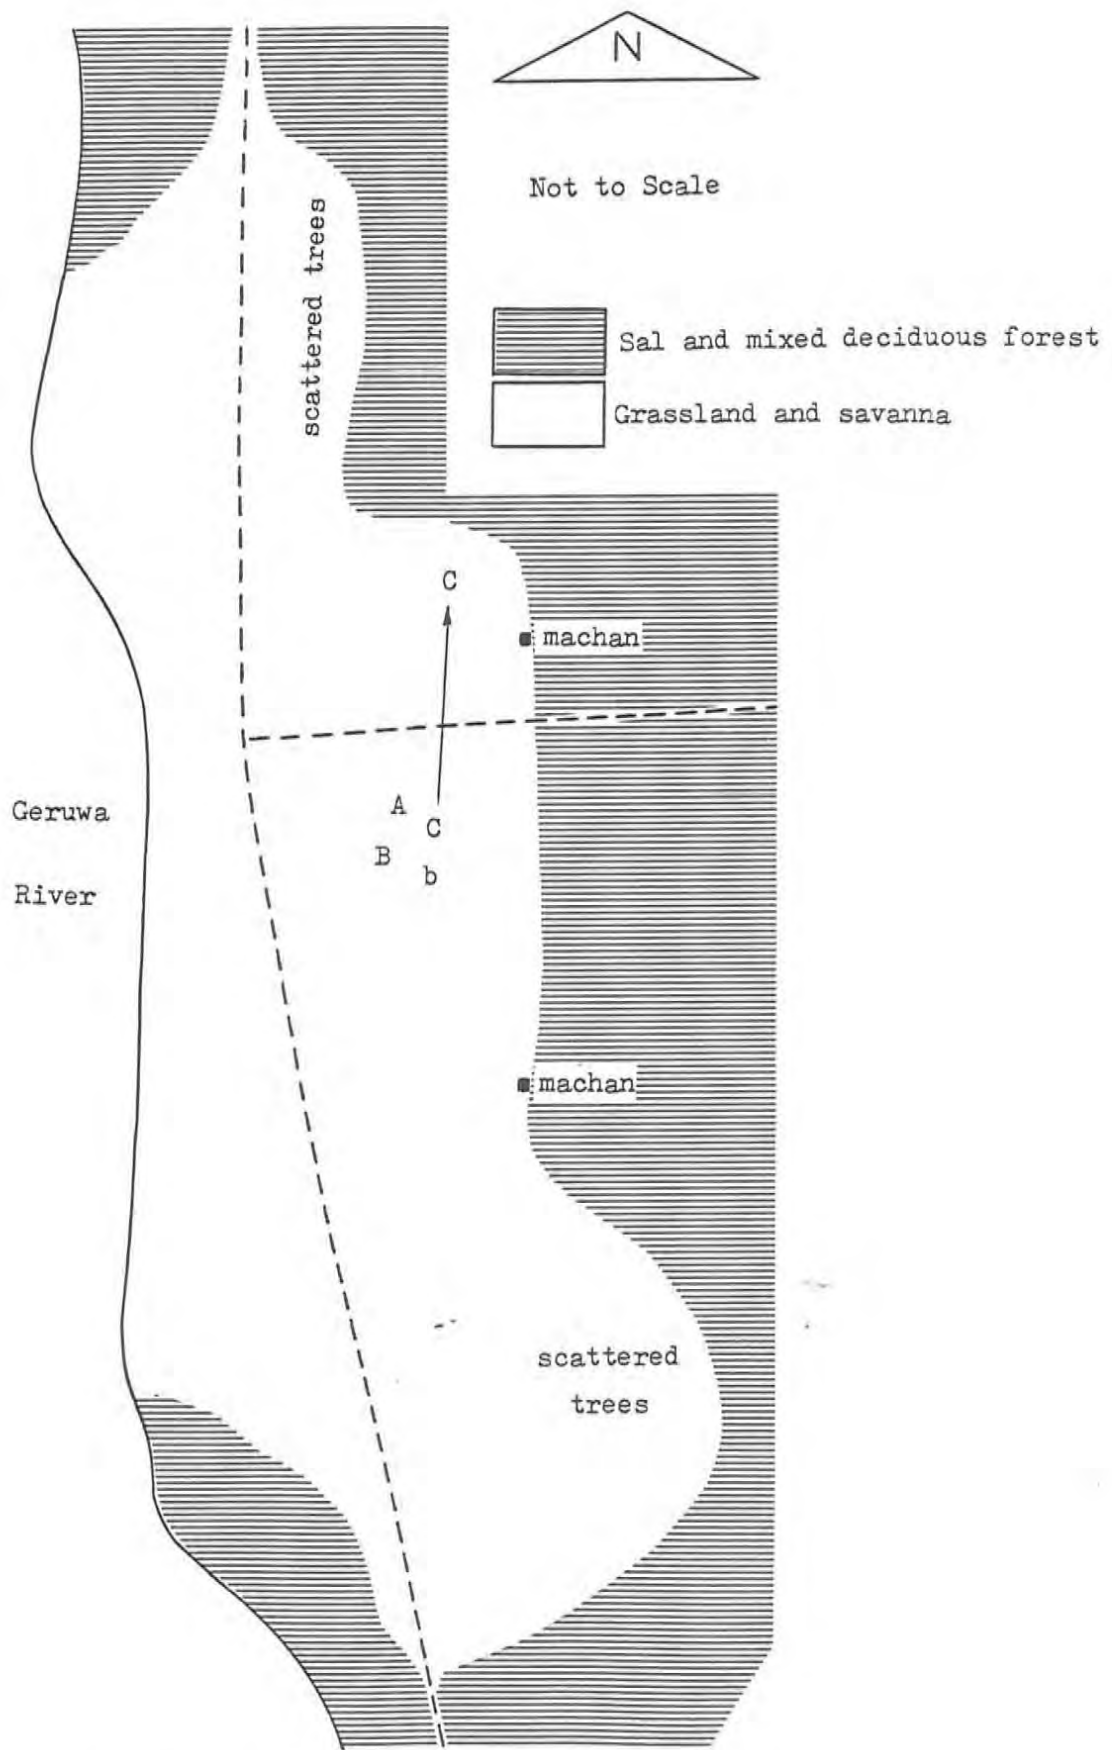 N
Not to Scale
scattered trees
Sal and mixed deciduous forest
Grassland and savanna
C
machan
A
C
B
b
Geruwa
River
machan
scattered
trees